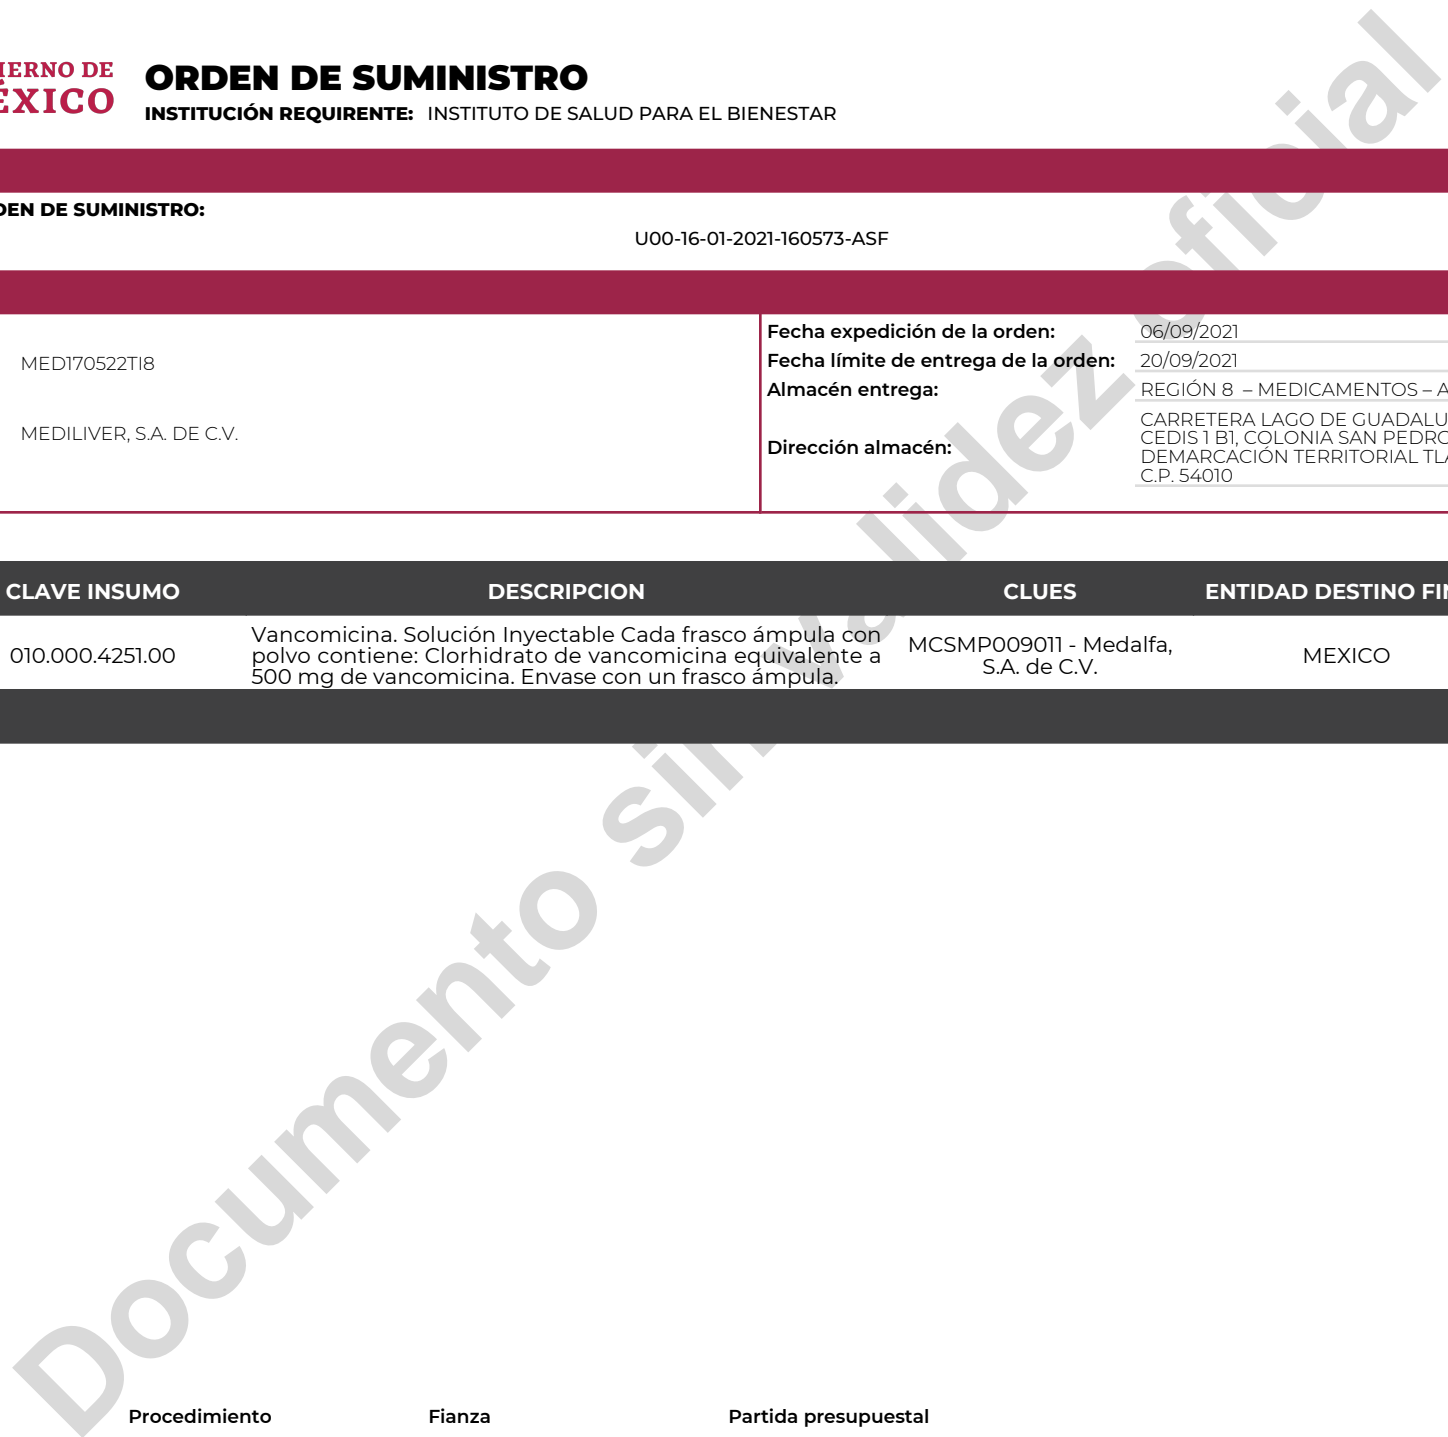 IERNO DE
ÉXICO
ORDEN DE SUMINISTRO
INSTITUCIÓN REQUIRENTE: INSTITUTO DE SALUD PARA EL BIENESTAR
DEN DE SUMINISTRO:
U00-16-01-2021-160573-ASF
MED170522TI8
MEDILIVER, S.A. DE C.V.
Fecha expedición de la orden: 06/09/2021
Fecha límite de entrega de la orden: 20/09/2021
Almacén entrega: REGIÓN 8 – MEDICAMENTOS – A
Dirección almacén:
CARRETERA LAGO DE GUADALU
CEDIS 1 B1, COLONIA SAN PEDRO
DEMARCACIÓN TERRITORIAL TLA
C.P. 54010
CLAVE INSUMO DESCRIPCION CLUES ENTIDAD DESTINO FIN
010.000.4251.00
Vancomicina. Solución Inyectable Cada frasco ámpula con
polvo contiene: Clorhidrato de vancomicina equivalente a
500 mg de vancomicina. Envase con un frasco ámpula.
MCSMP009011 - Medalfa,
S.A. de C.V.
MEXICO
Documento sin validez oficial
Procedimiento Fianza Partida presupuestal